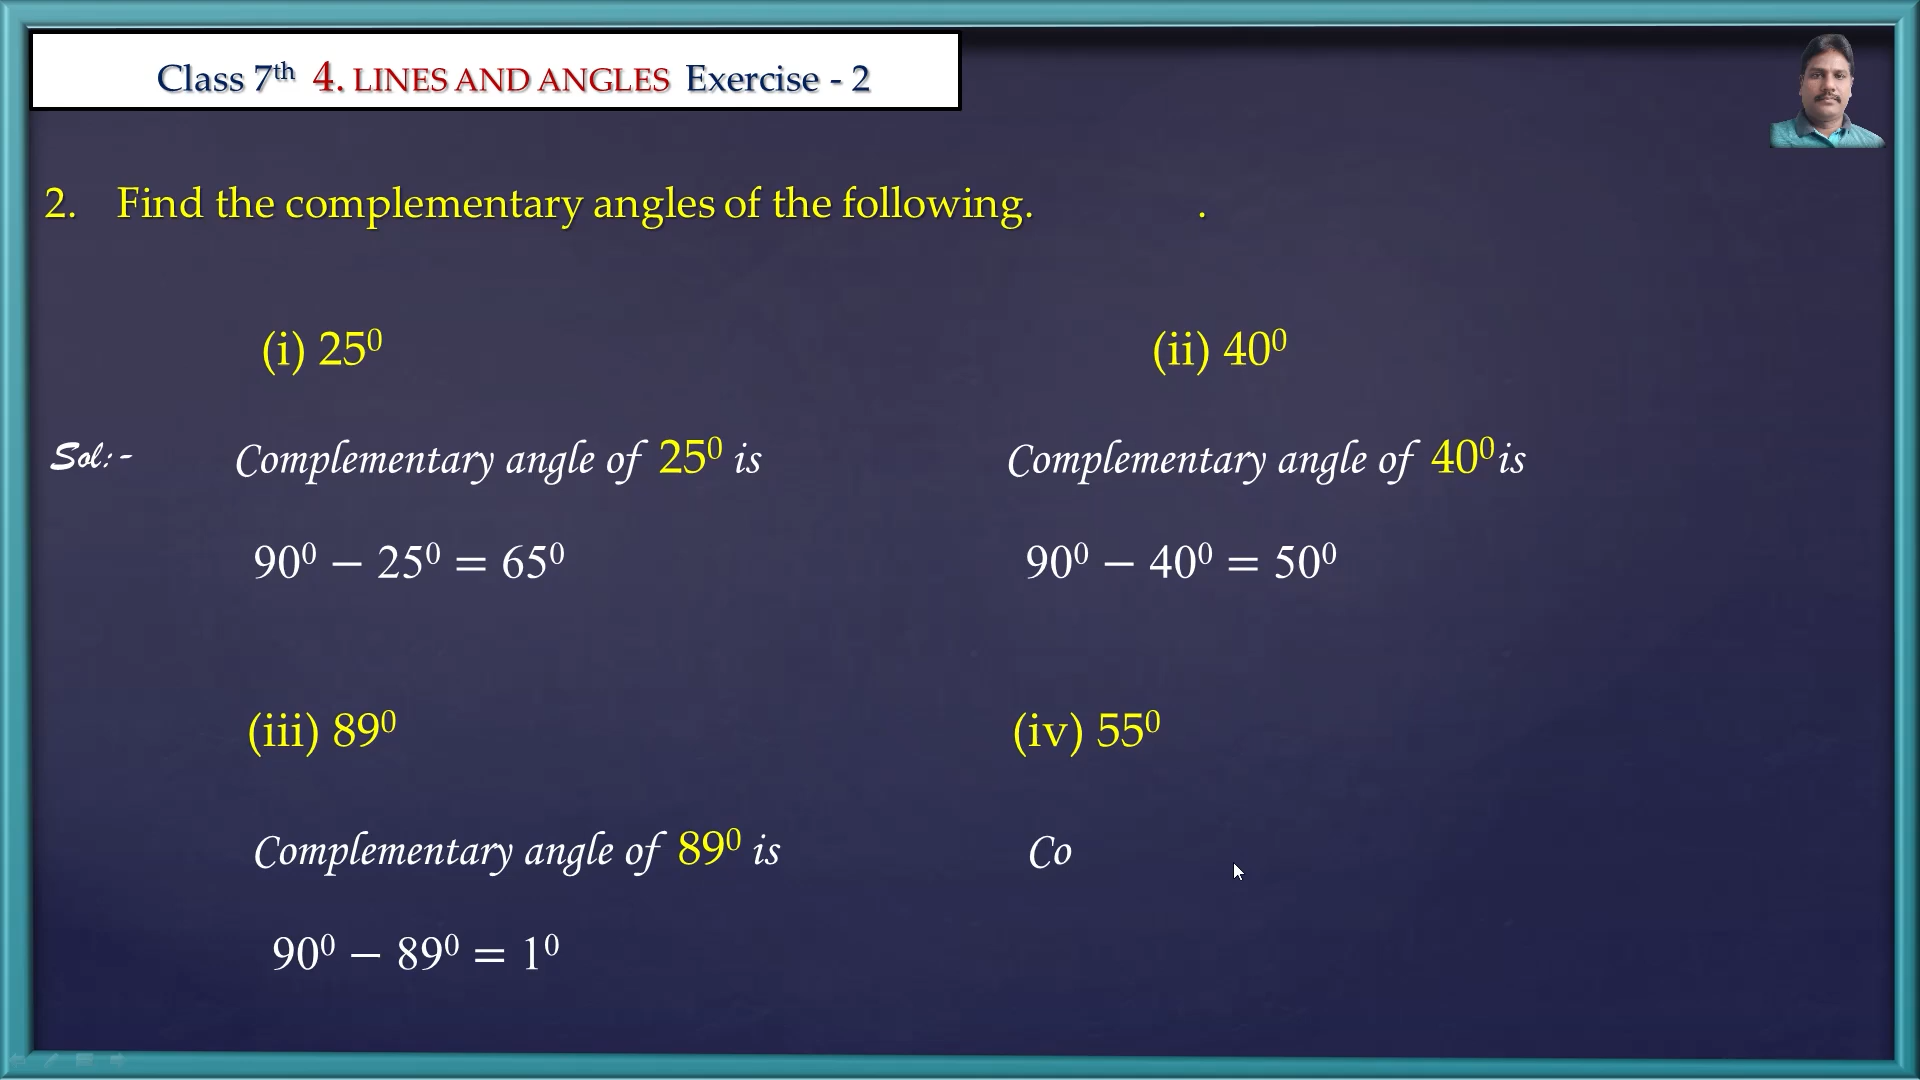 Class 7th 4. LINES AND ANGLES Exercise - 2
2. Find the complementary angles of the following. .
(i) 25⁰ (ii) 40⁰
Sol:- Complementary angle of 25⁰ is Complementary angle of 40⁰ is
90⁰ − 25⁰ = 65⁰ 90⁰ − 40⁰ = 50⁰
(iii) 89⁰ (iv) 55⁰
Complementary angle of 89⁰ is Co
90⁰ − 89⁰ = 1⁰